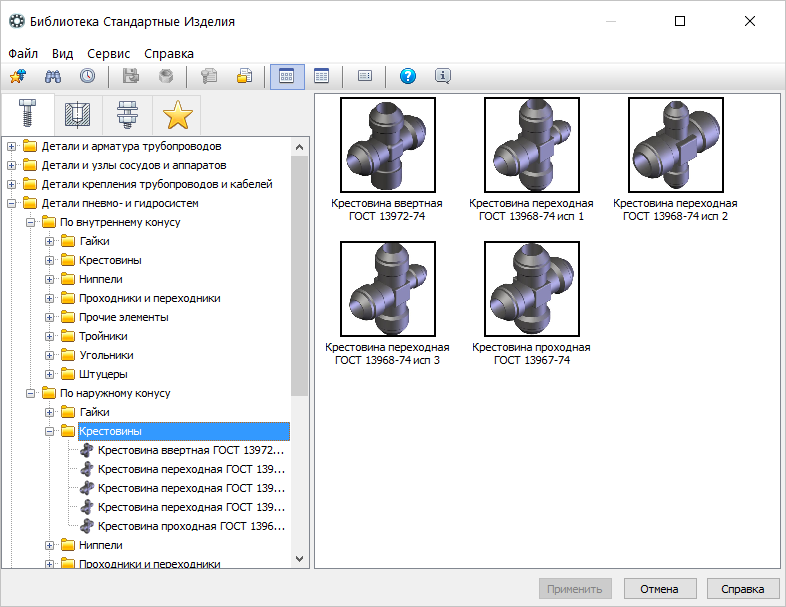 Библиотека Стандартные Изделия
Файл Вид Сервис Справка
Детали и арматура трубопроводов
Детали и узлы сосудов и аппаратов
Детали крепления трубопроводов и кабелей
Детали пневмо- и гидросистем
По внутреннему конусу
Гайки
Крестовины
Ниппели
Проходники и переходники
Прочие элементы
Тройники
Угольники
Штуцеры
По наружному конусу
Гайки
Крестовины
Крестовина ввертная ГОСТ 13972...
Крестовина переходная ГОСТ 139...
Крестовина переходная ГОСТ 139...
Крестовина переходная ГОСТ 139...
Крестовина проходная ГОСТ 1396...
Ниппели
Проходники и переходники
Крестовина ввертная
ГОСТ 13972-74
Крестовина переходная
ГОСТ 13968-74 исп 1
Крестовина переходная
ГОСТ 13968-74 исп 2
Крестовина переходная
ГОСТ 13968-74 исп 3
Крестовина проходная
ГОСТ 13967-74
Применить Отмена Справка